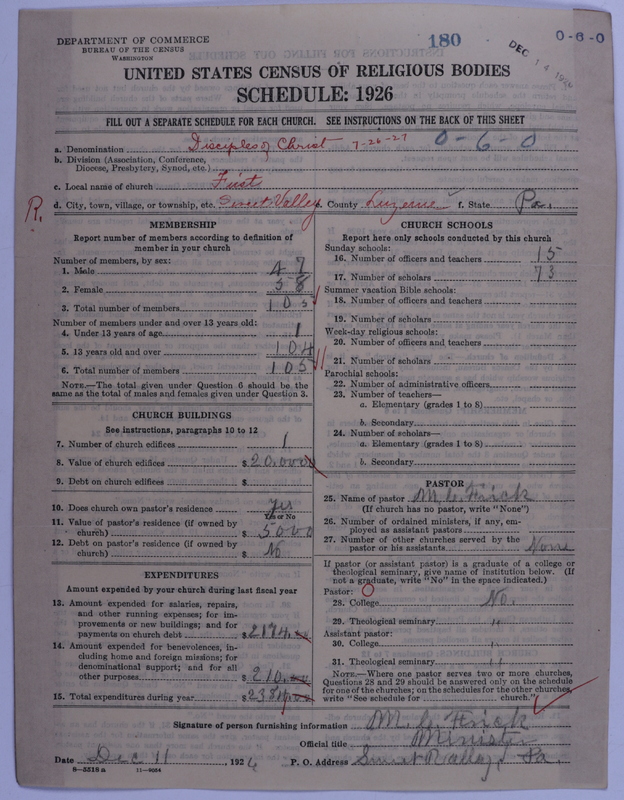 DEPARTMENT OF COMMERCE
BUREAU OF THE CENSUS
WASHINGTON
180
DEC 14 1926
0-6-0
UNITED STATES CENSUS OF RELIGIOUS BODIES
SCHEDULE: 1926
FILL OUT A SEPARATE SCHEDULE FOR EACH CHURCH. SEE INSTRUCTIONS ON THE BACK OF THIS SHEET
a. Denomination Disciples of Christ 7-26-27 0-6-0
b. Division (Association, Conference,
Diocese, Presbytery, Synod, etc.)
c. Local name of church First
R. d. City, town, village, or township, etc. Sweet Valley County Luzerne f. State Pa.
MEMBERSHIP
Report number of members according to definition of
member in your church
Number of members, by sex:
1. Male 47
2. Female 58
3. Total number of members 105
Number of members under and over 13 years old:
4. Under 13 years of age 1
5. 13 years old and over 104
6. Total number of members 105
NOTE.—The total given under Question 6 should be
same as the total of males and females given under Question 3.
CHURCH BUILDINGS
See instructions, paragraphs 10 to 12
7. Number of church edifices 1
8. Value of church edifices $ 20,000
9. Debt on church edifices $
10. Does church own pastor's residence Yes
Yes or No
11. Value of pastor's residence (if owned by
church) $ 5000
12. Debt on pastor's residence (if owned by
church) $ No
EXPENDITURES
Amount expended by your church during last fiscal year
13. Amount expended for salaries, repairs,
and other running expenses; for im-
provements or new buildings; and for
payments on church debt $ 2174.
14. Amount expended for benevolences, in-
cluding home and foreign missions; for
denominational support; and for all
other purposes $ 210.
15. Total expenditures during year $ 2384.
CHURCH SCHOOLS
Report here only schools conducted by this church
Sunday schools:
16. Number of officers and teachers 15
17. Number of scholars 73
Summer vacation Bible schools:
18. Number of officers and teachers
19. Number of scholars
Week-day religious schools:
20. Number of officers and teachers
21. Number of scholars
Parochial schools:
22. Number of administrative officers
23. Number of teachers—
a. Elementary (grades 1 to 8)
b. Secondary
24. Number of scholars—
a. Elementary (grades 1 to 8)
b. Secondary
PASTOR
25. Name of pastor M. C. Frick
(If church has no pastor, write "None")
26. Number of ordained ministers, if any, em-
ployed as assistant pastors
27. Number of other churches served by the
pastor or his assistants None
If pastor (or assistant pastor) is a graduate of a college or
theological seminary, give name of institution below. (If
not a graduate, write "No" in the space indicated.)
Pastor: O
28. College No.
29. Theological seminary "
Assistant pastor:
30. College "
31. Theological seminary "
NOTE.—Where one pastor serves two or more churches,
Questions 28 and 29 should be answered only on the schedule
for one of the churches; on the schedules for the other churches,
write "See schedule for church."
Signature of person furnishing information M. C. Frick
Official title Minister
Date Dec 11, 1926 P. O. Address Sweet Valley, Pa.
8-5518a 11-9054